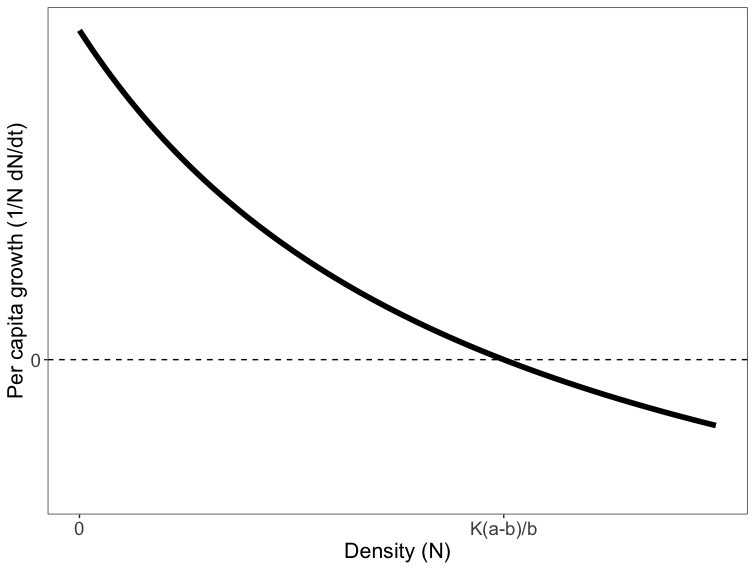 Per capita growth (1/N dN/dt)
0
0
K(a-b)/b
Density (N)